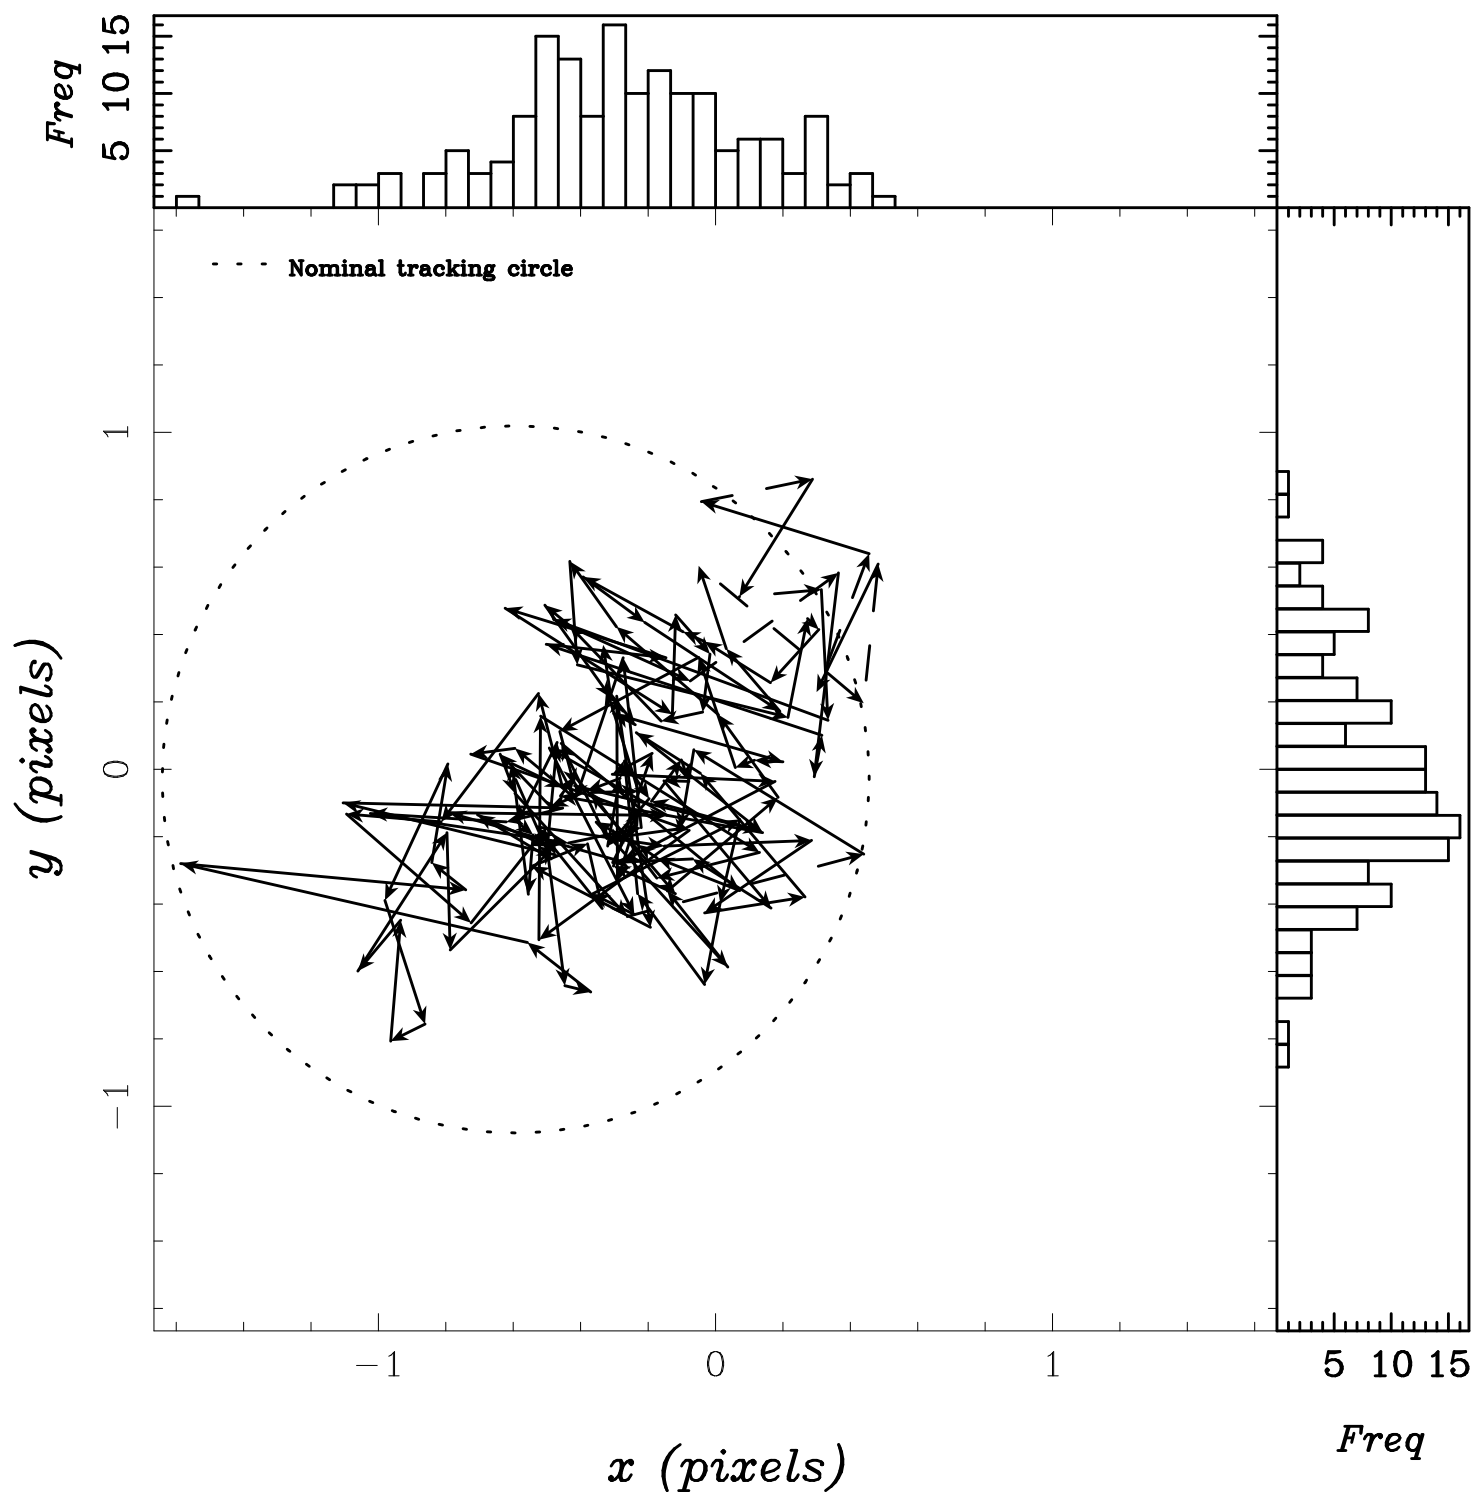 Freq
5 10 15
Nominal tracking circle
y (pixels)
1
0
−1
−1 0 1
x (pixels)
5 10 15
Freq